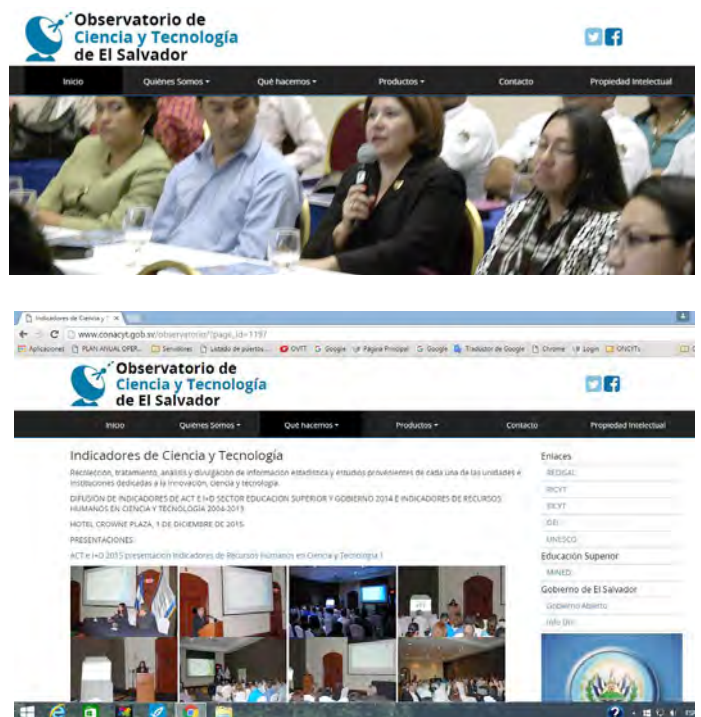 Observatorio de
Ciencia y Tecnología
de El Salvador
Inicio Quiénes Somos Qué hacemos Productos Contacto Propiedad Intelectual
Indicadores de Ciencia y
www.conacyt.gob.sv/observatorio/?page_id=1197
Aplicaciones PLAN ANUAL OPER... Servidores Listado de puertos... OVTT Google Página Principal Google Traductor de Google Chrome Login ONCYTs
Observatorio de
Ciencia y Tecnología
de El Salvador
Inicio Quiénes Somos Qué hacemos Productos Contacto Propiedad Intelectual
Indicadores de Ciencia y Tecnología
Recolección, tratamiento, análisis y divulgación de información estadística y estudios provenientes de cada una de las unidades e
instituciones dedicadas a la innovación, ciencia y tecnología.
DIFUSIÓN DE INDICADORES DE ACT E I+D SECTOR EDUCACION SUPERIOR Y GOBIERNO 2014 E INDICADORES DE RECURSOS
HUMANOS EN CIENCIA Y TECNOLOGÍA 2004-2013
HOTEL CROWNE PLAZA, 1 DE DICIEMBRE DE 2015
PRESENTACIONES
ACT e I+D 2015 presentacion Indicadores de Recursos Humanos en Ciencia y Tecnologia 1
Enlaces
REDISAL
RICYT
RICYT
OEI
UNESCO
Educación Superior
MINED
Gobierno de El Salvador
Gobierno Abierto